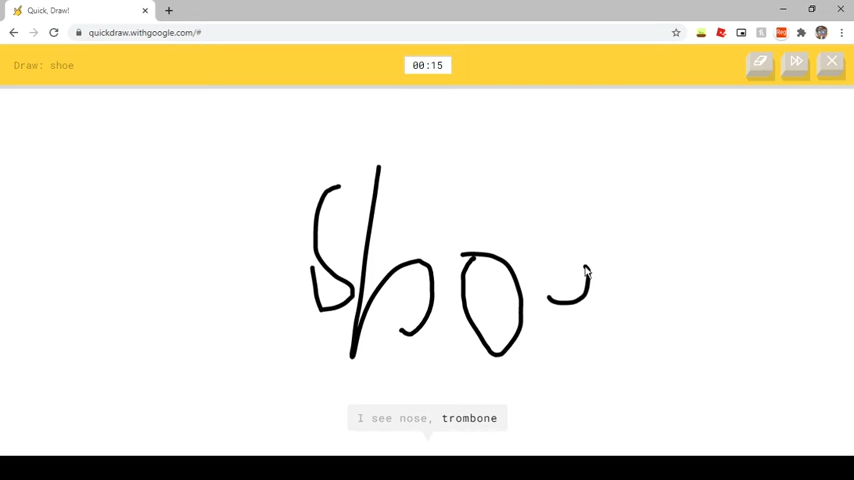 Quick, Draw!
quickdraw.withgoogle.com/#
Draw: shoe
00:15
Sho
I see nose, trombone